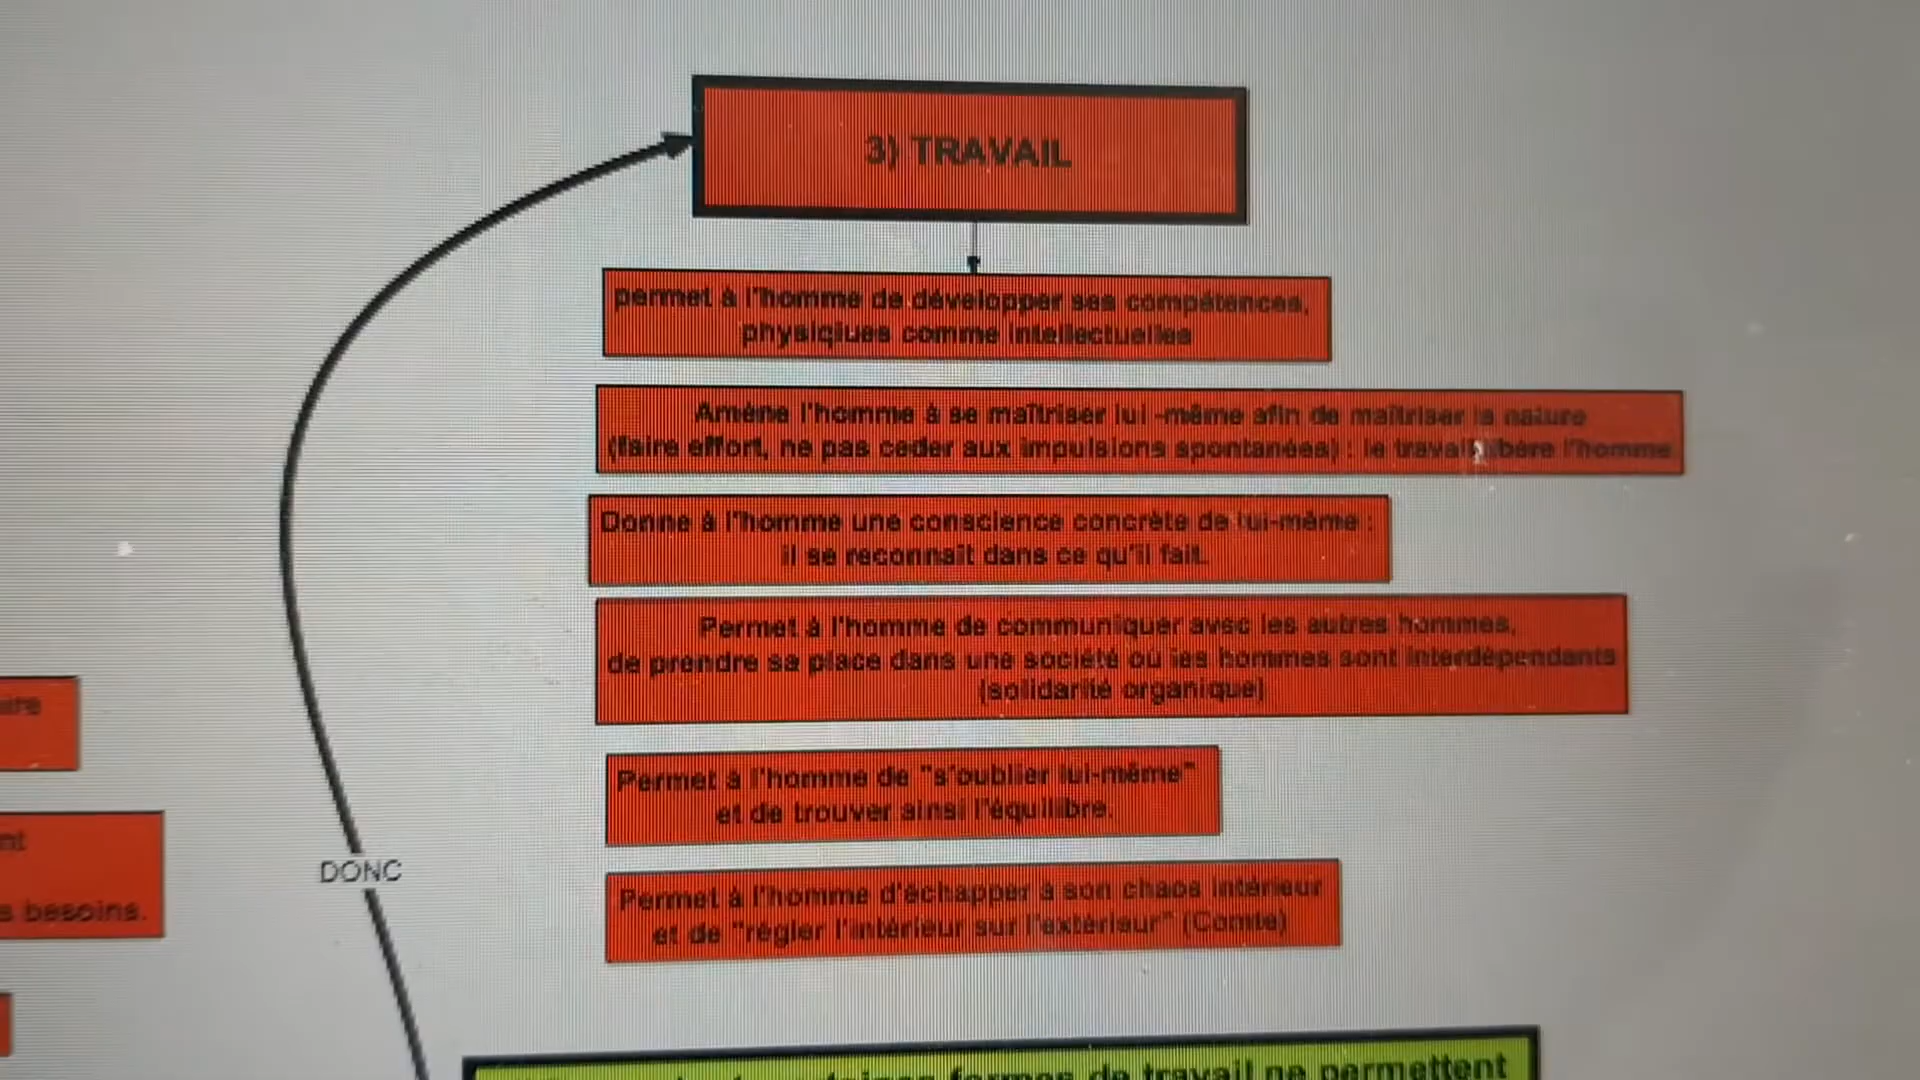 3) TRAVAIL
permet à l'homme de développer ses compétences,
physiqiues comme intellectuelles
Amène l'homme à se maîtriser lui -même afin de maîtriser la nature
(faire effort, ne pas ceder aux impulsions spontanées) : le travail libère l'homme
Donne à l'homme une conscience concrète de lui-même :
il se reconnaît dans ce qu'il fait.
Permet à l'homme de communiquer avec les autres hommes,
de prendre sa place dans une société où les hommes sont interdépendants
(solidarité organique)
Permet à l'homme de "s'oublier lui-même"
et de trouver ainsi l'équilibre.
Permet à l'homme d'échapper à son chaos intérieur
et de "régler l'intérieur sur l'extérieur" (Comte)
DONC
s besoins.
formes de travail ne permettent